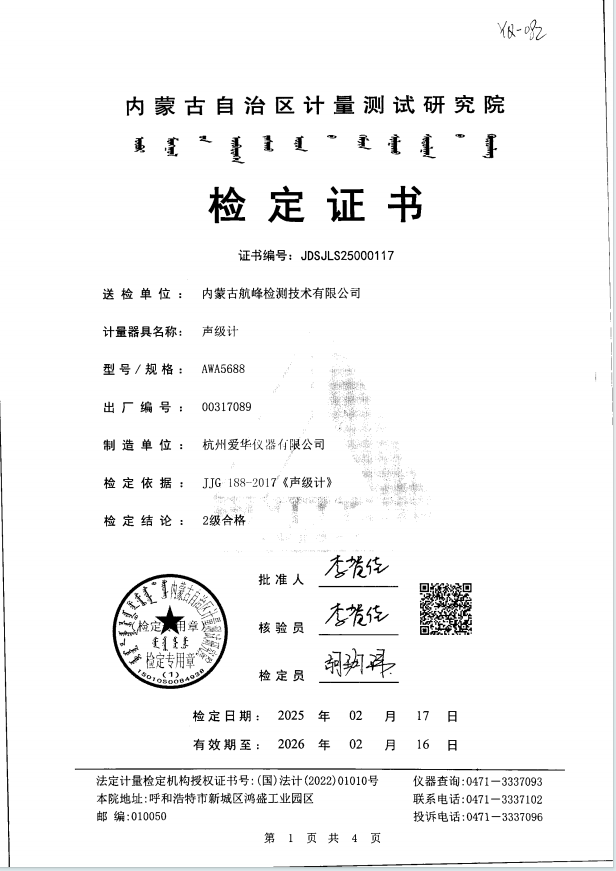 YQ-092
内蒙古自治区计量测试研究院
检定证书
证书编号：JDSJLS25000117
送检单位：内蒙古航峰检测技术有限公司
计量器具名称：声级计
型号/规格：AWA5688
出厂编号：00317089
制造单位：杭州爱华仪器有限公司
检定依据：JJG 188-2017《声级计》
检定结论：2级合格
批准人
核验员
检定员
检定专用章
(1)
检定日期：2025 年 02 月 17 日
有效期至：2026 年 02 月 16 日
法定计量检定机构授权证书号:(国)法计(2022)01010号 仪器查询:0471-3337093
本院地址:呼和浩特市新城区鸿盛工业园区 联系电话:0471-3337102
邮 编:010050 投诉电话:0471-3337096
第 1 页 共 4 页